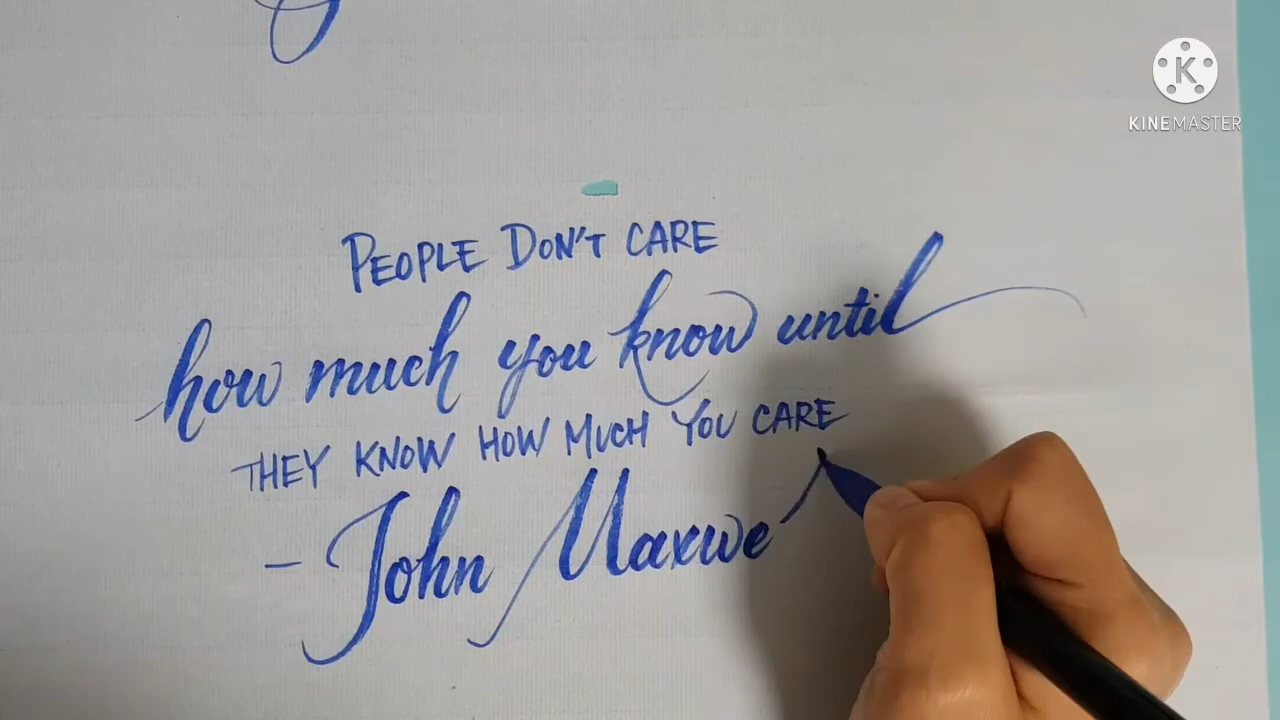 KINEMASTER
PEOPLE DON'T CARE
how much you know until
THEY KNOW HOW MUCH YOU CARE
- John Maxwe